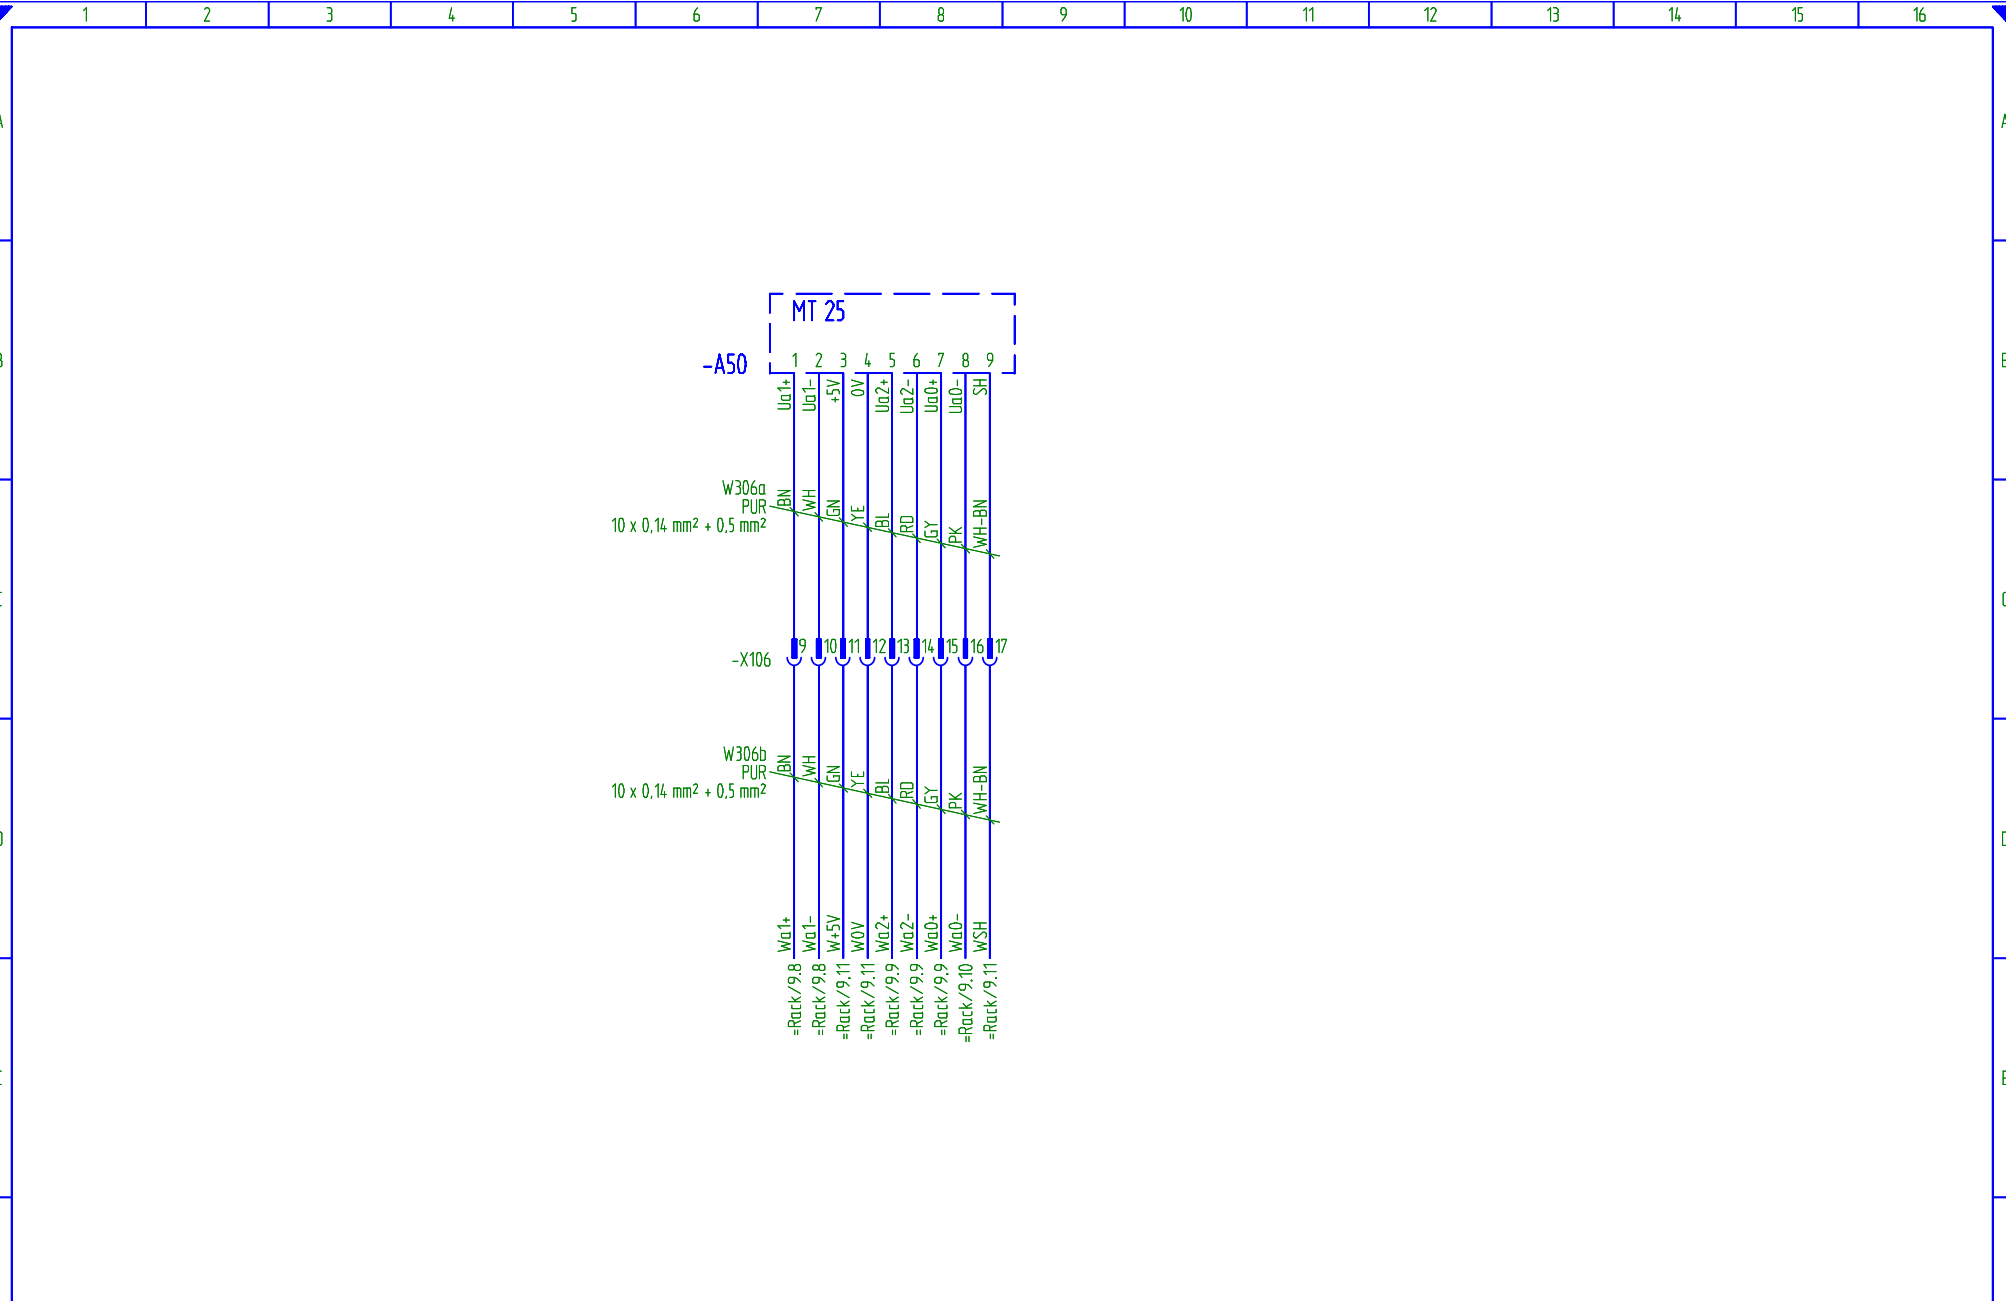 1 2 3 4 5 6 7 8 9 10 11 12 13 14 15 16
A
MT 25
-A50
1 2 3 4 5 6 7 8 9
B
Ua1+ Ua1- +5V 0V Ua2+ Ua2- Ua0+ Ua0- SH
W306a
PUR
10 x 0,14 mm² + 0,5 mm²
BN WH GN YE BL RD GY PK WH-BN
C
-X106
9 10 11 12 13 14 15 16 17
W306b
PUR
10 x 0,14 mm² + 0,5 mm²
BN WH GN YE BL RD GY PK WH-BN
D
Wa1+ Wa1- W+5V W0V Wa2+ Wa2- Wa0+ Wa0- WSH
=Rack/9.8 =Rack/9.8 =Rack/9.11 =Rack/9.11 =Rack/9.9 =Rack/9.9 =Rack/9.9 =Rack/9.10 =Rack/9.11
E